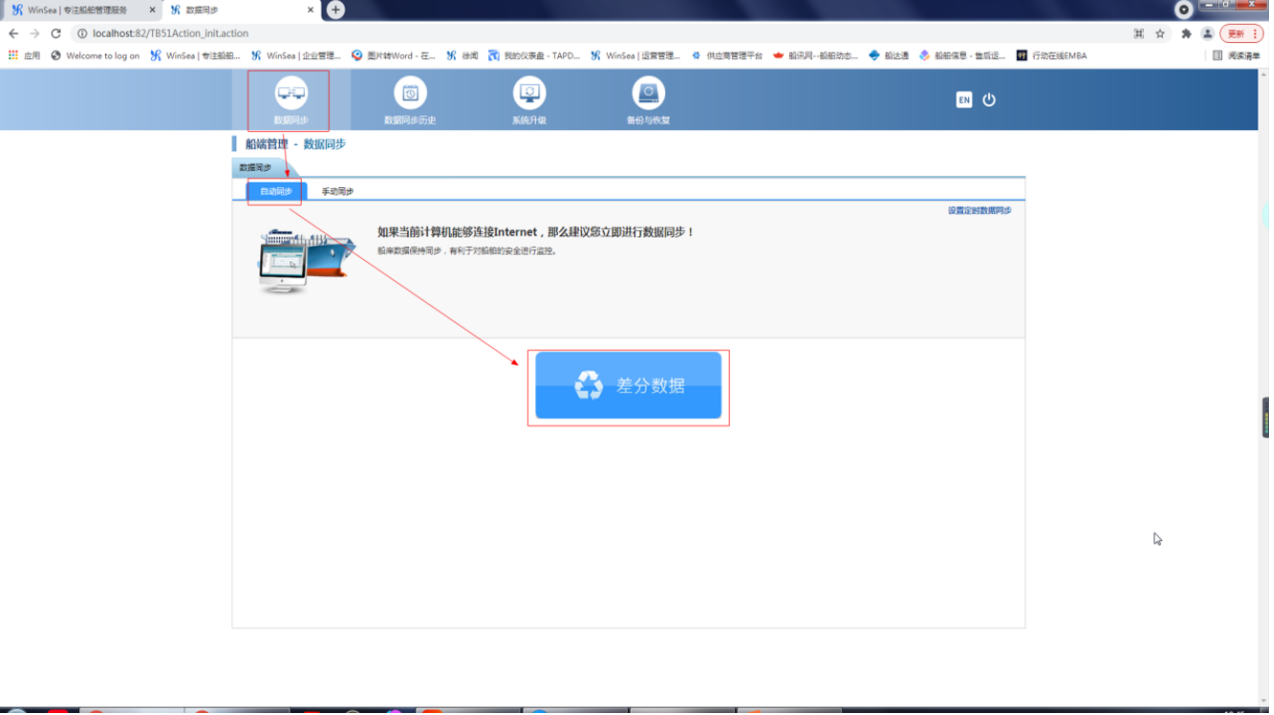 WinSea | 专注船舶管理服务
数据同步
localhost:82/TB51Action_init.action
更新
应用
Welcome to log on
WinSea | 专注船舶...
WinSea | 企业管理...
图片转Word - 在...
徐闻
我的仪表盘 - TAPD...
WinSea | 运营管理...
供应商管理平台
船讯网--船舶动态...
船达通
船舶信息 - 售后运...
行动在线EMBA
阅读清单
数据同步
数据同步历史
系统升级
备份与恢复
EN
船端管理 - 数据同步
数据同步
自动同步
手动同步
设置定时数据同步
如果当前计算机能够连接Internet，那么建议您立即进行数据同步！
船岸数据保持同步，有利于对船舶的安全进行监控。
差分数据